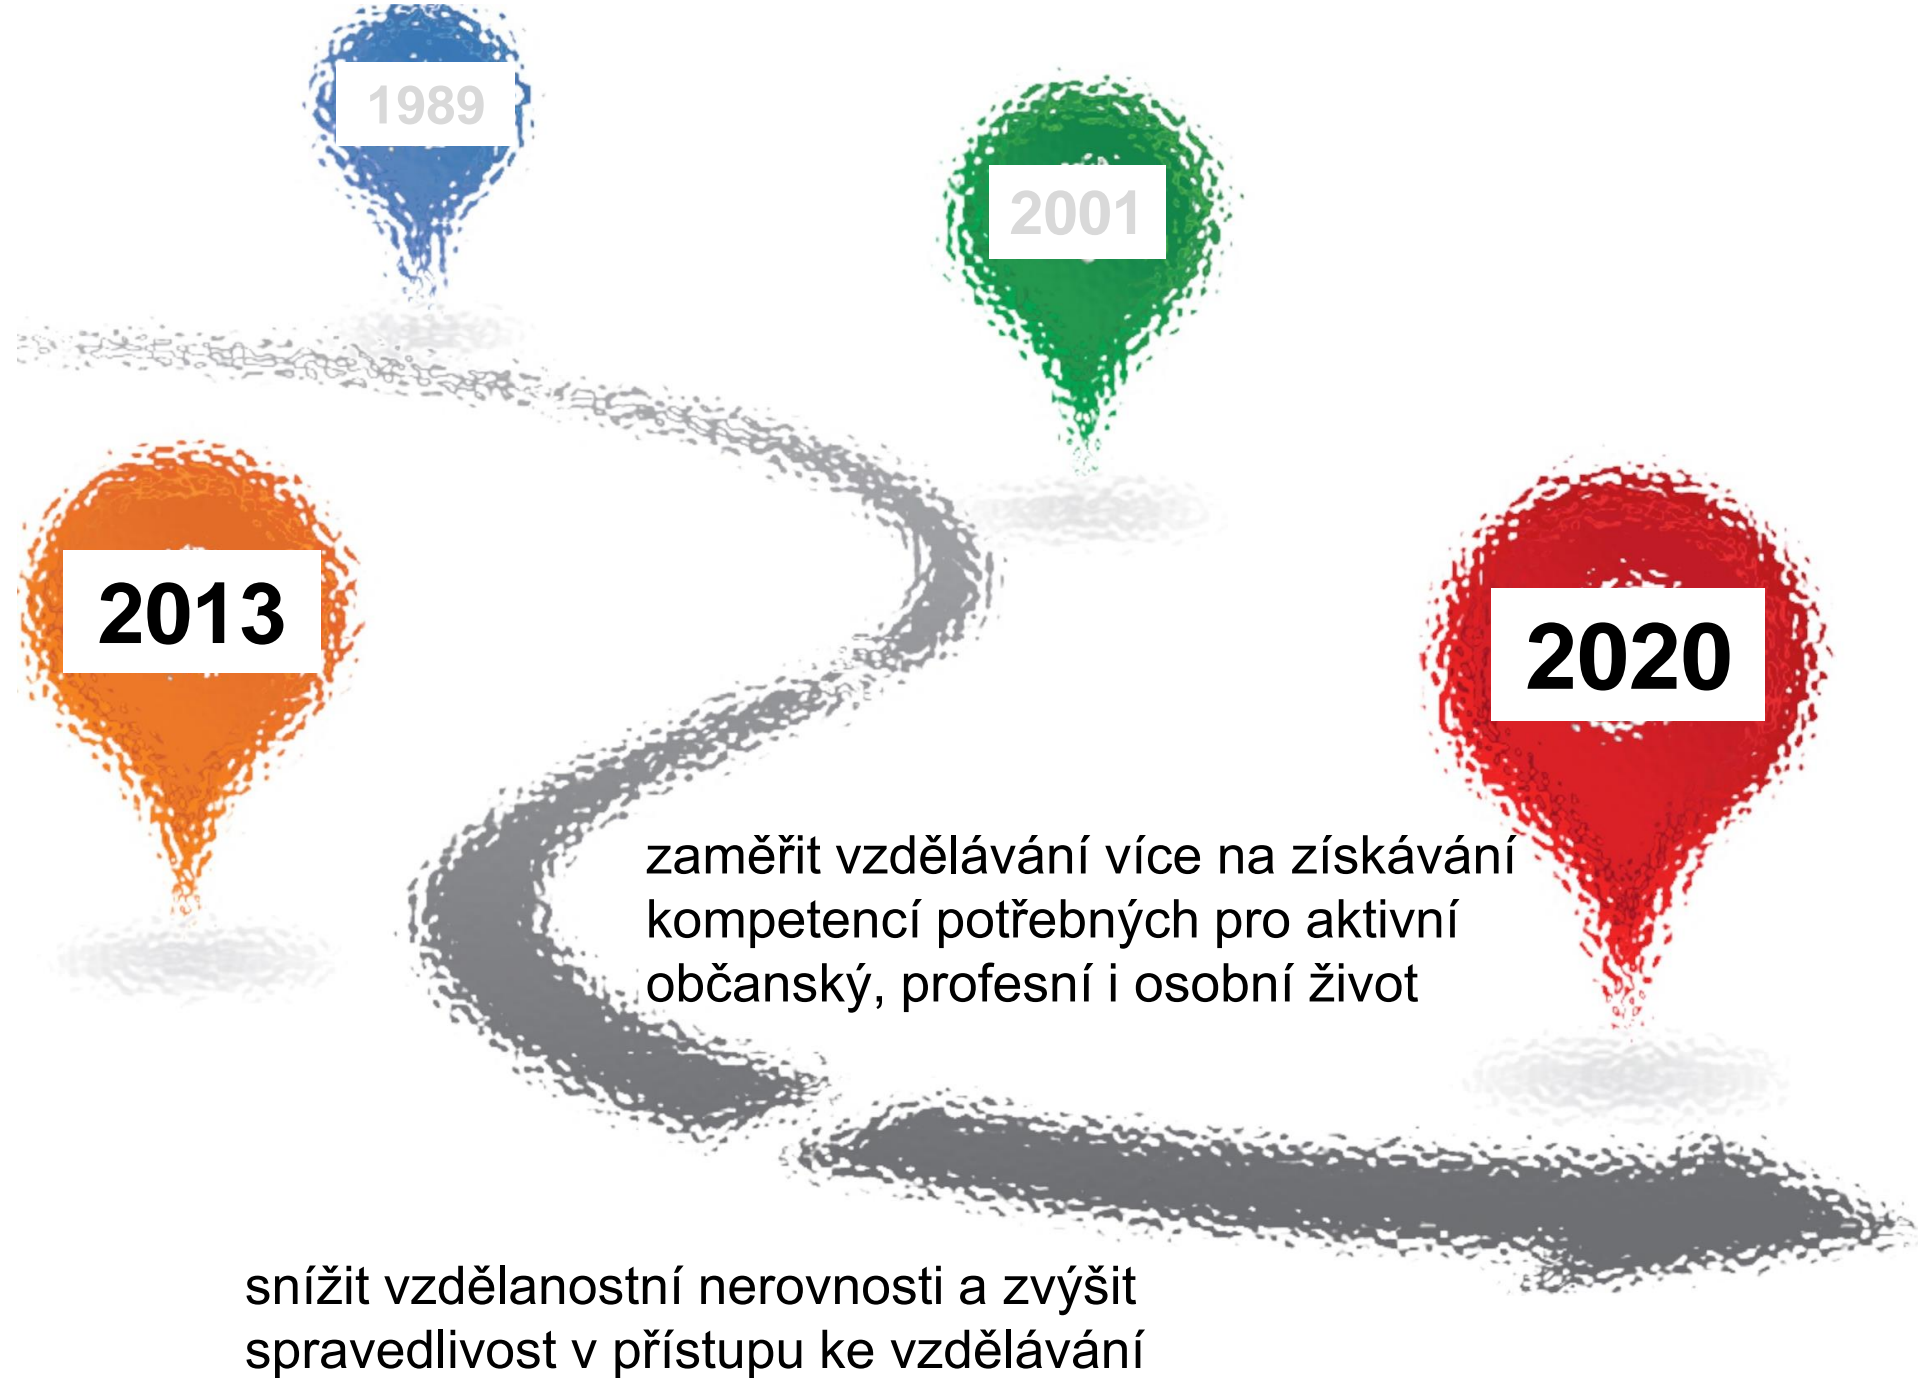 1989
2001
2013
2020
zaměřit vzdělávání více na získávání
kompetencí potřebných pro aktivní
občanský, profesní i osobní život
snížit vzdělanostní nerovnosti a zvýšit
spravedlivost v přístupu ke vzdělávání